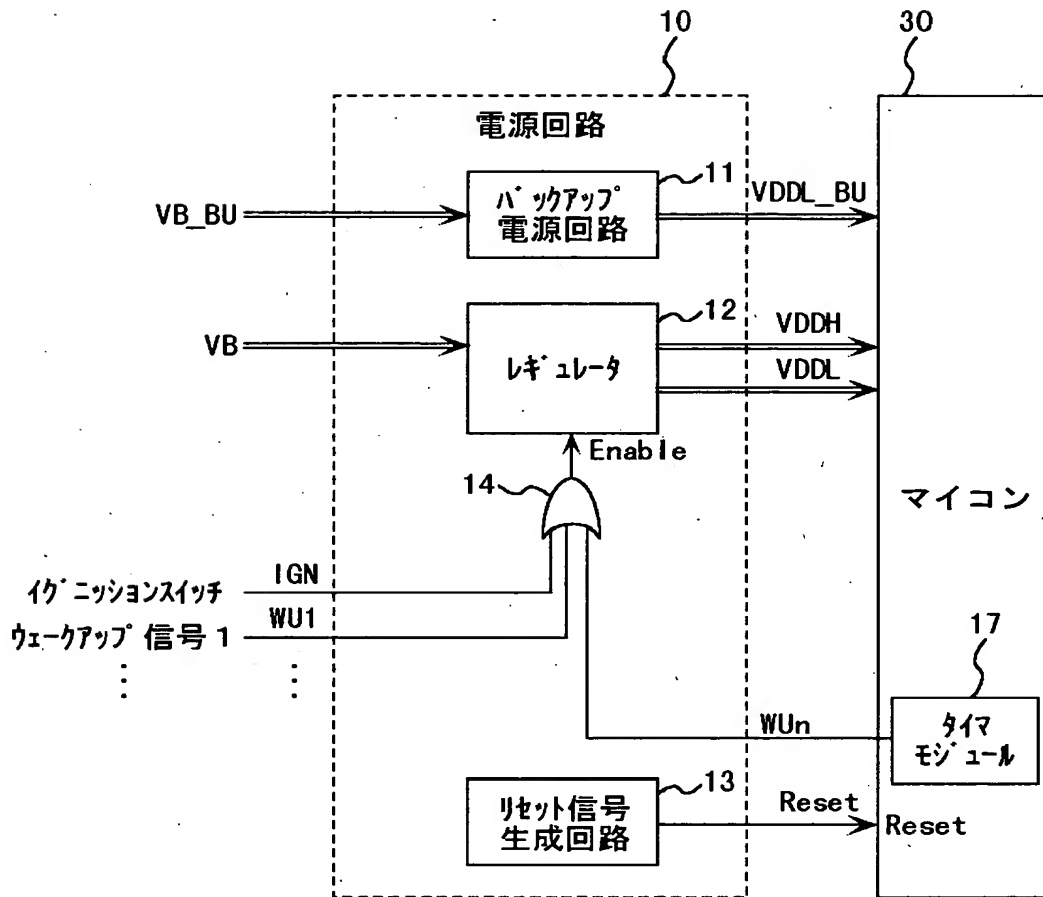 10
30
電源回路
11
バックアップ
電源回路
VB_BU
VDDL_BU
12
レギュレータ
VB
VDDH
VDDL
Enable
14
マイコン
イグニッションスイッチ
IGN
ウェークアップ信号1
WU1
17
タイマ
モジュール
WUn
13
リセット信号
生成回路
Reset
Reset